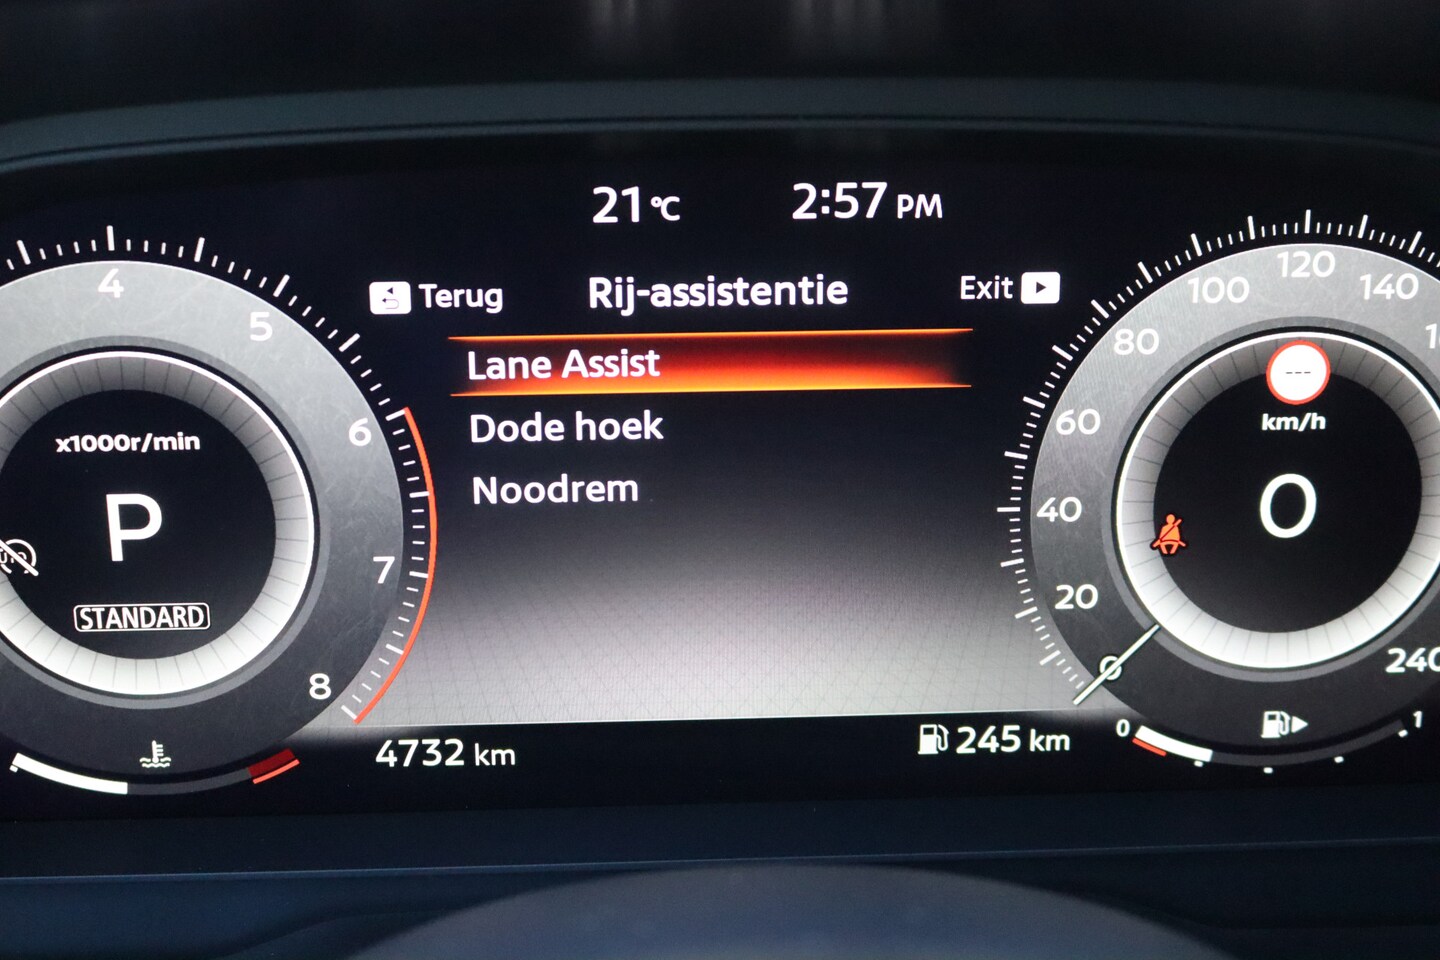 21 °C 2:57 PM
Terug Rij-assistentie Exit
Lane Assist
Dode hoek
Noodrem
4
5
6
7
8
x1000r/min
P
STANDARD
0
20
40
60
80
100
120
140
240
---
km/h
0
4732 km
245 km
0
1